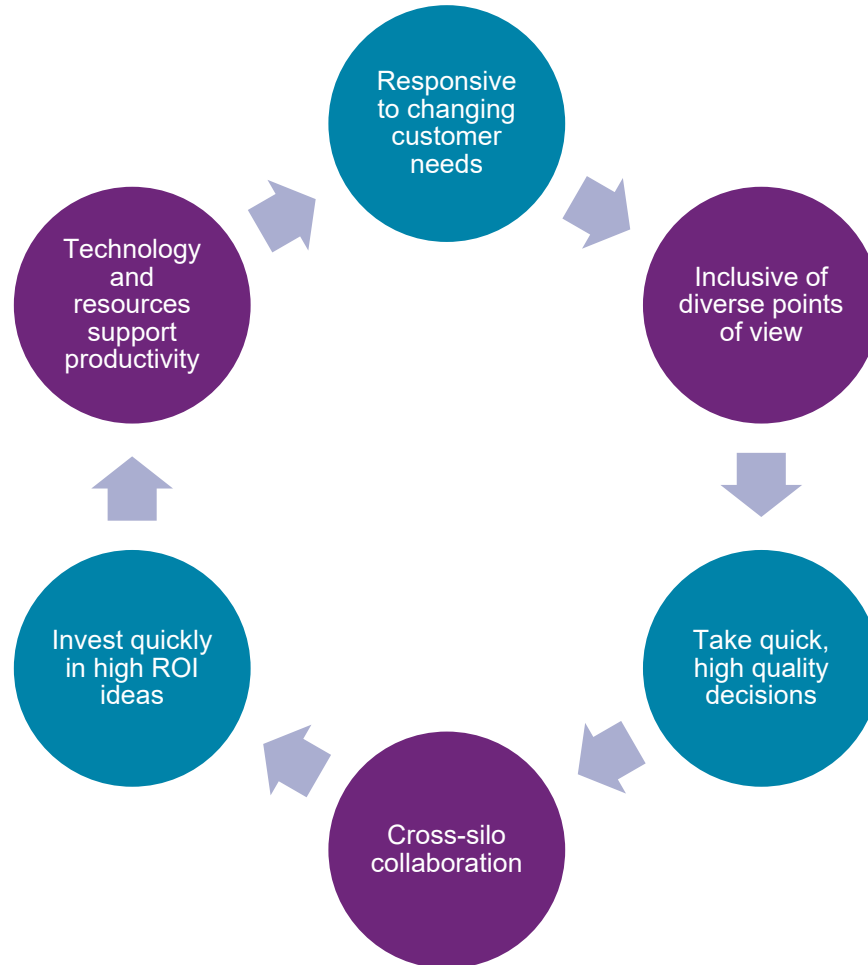 Responsive
to changing
customer
needs
Inclusive of
diverse points
of view
Take quick,
high quality
decisions
Cross-silo
collaboration
Invest quickly
in high ROI
ideas
Technology
and
resources
support
productivity